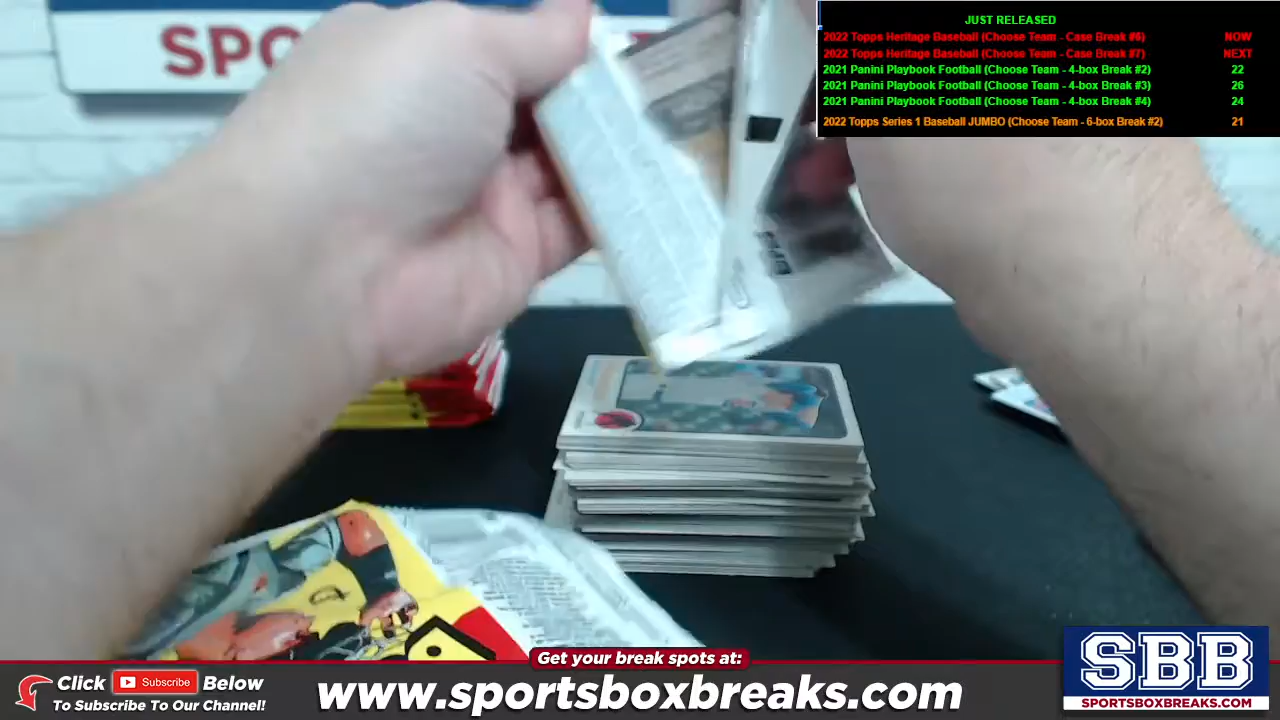 SPO
JUST RELEASED
2022 Topps Heritage Baseball (Choose Team - Case Break #6) NOW
2022 Topps Heritage Baseball (Choose Team - Case Break #7) NEXT
2021 Panini Playbook Football (Choose Team - 4-box Break #2) 22
2021 Panini Playbook Football (Choose Team - 4-box Break #3) 26
2021 Panini Playbook Football (Choose Team - 4-box Break #4) 24
2022 Topps Series 1 Baseball JUMBO (Choose Team - 6-box Break #2) 21
Get your break spots at:
Click Subscribe Below
To Subscribe To Our Channel!
www.sportsboxbreaks.com
SBB
SPORTSBOXBREAKS.COM